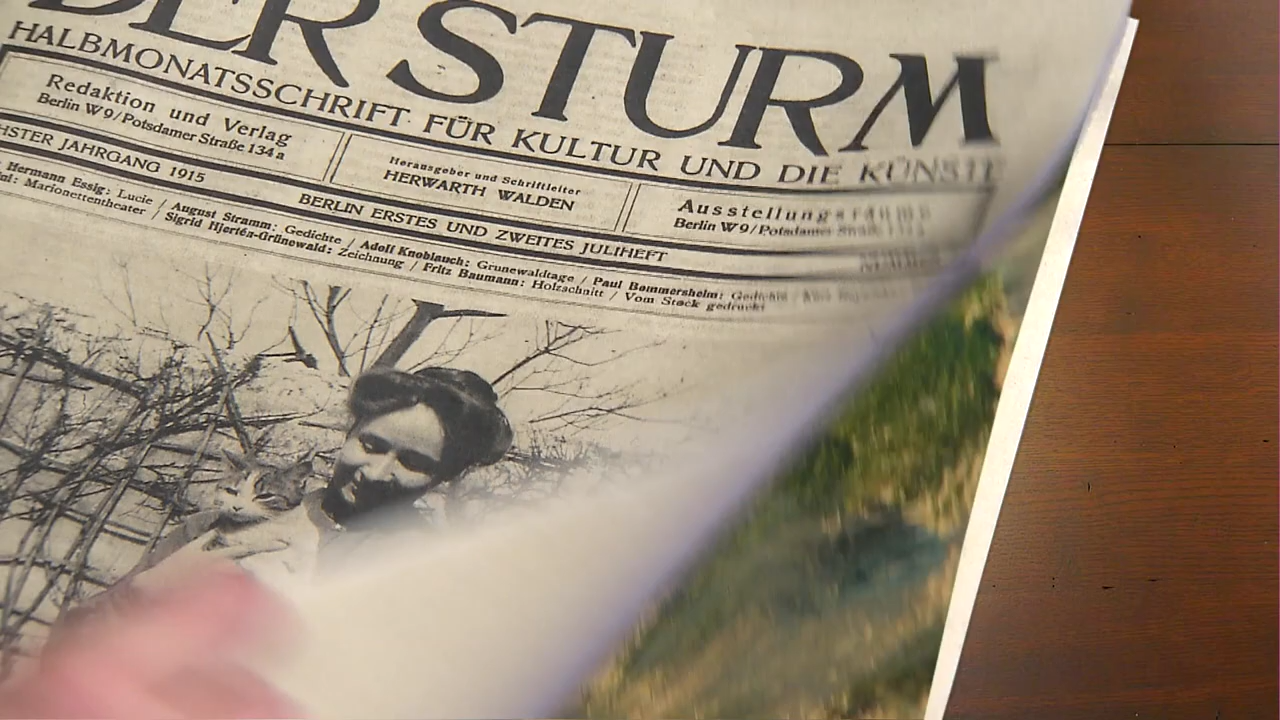 DER STURM
HALBMONATSSCHRIFT FÜR KULTUR UND DIE KÜNSTE
Redaktion und Verlag
Berlin W9/Potsdamer Straße 134a
Herausgeber und Schriftleiter
HERWARTH WALDEN
Ausstellungsräume
Berlin W9/Potsdamer Straße
JAHRGANG 1915
BERLIN ERSTES UND ZWEITES JULIHEFT
Hermann Essig: Lucie / August Stramm: Gedichte / Adolf Knoblauch: Grunewaldtage / Paul Bommersheim: Gedichte
Marionettentheater / Sigrid Hjertén-Grünewald: Zeichnung / Fritz Baumann: Holzschnitt / Vom Stock gedruckt